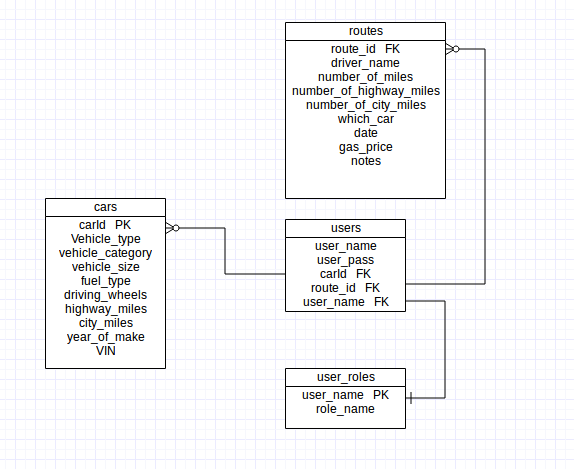 routes
route_id FK
driver_name
number_of_miles
number_of_highway_miles
number_of_city_miles
which_car
date
gas_price
notes
cars
carId PK
Vehicle_type
vehicle_category
vehicle_size
fuel_type
driving_wheels
highway_miles
city_miles
year_of_make
VIN
users
user_name
user_pass
carId FK
route_id FK
user_name FK
user_roles
user_name PK
role_name